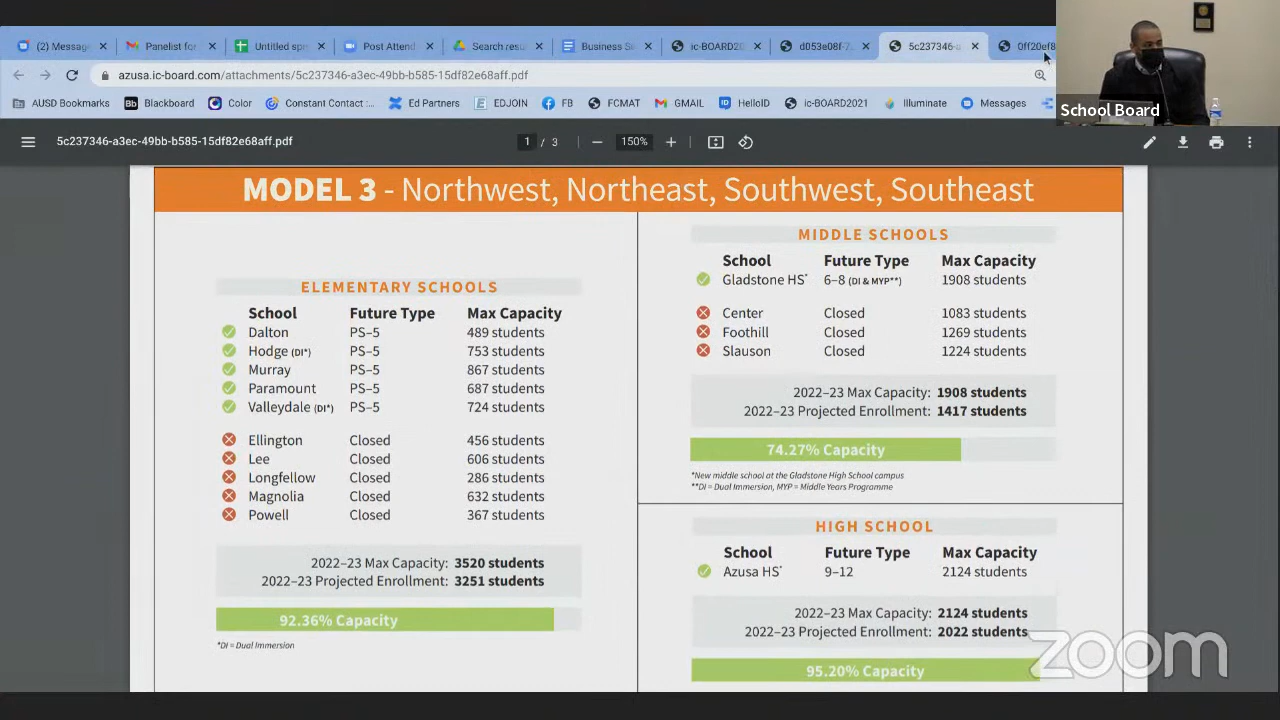 (2) Messag
Panelist for
Untitled spr
Post Attend
Search resu
Business Se
ic-BOARD20
d053e08f-7
5c237346-a
0ff20ef8
azusa.ic-board.com/attachments/5c237346-a3ec-49bb-b585-15df82e68aff.pdf
AUSD Bookmarks
Bb Blackboard
Color
Constant Contact :...
Ed Partners
EDJOIN
FB
FCMAT
GMAIL
HelloID
ic-BOARD2021
Illuminate
Messages
School Board
5c237346-a3ec-49bb-b585-15df82e68aff.pdf
1 / 3
150%
MODEL 3 - Northwest, Northeast, Southwest, Southeast
ELEMENTARY SCHOOLS
School Future Type Max Capacity
Dalton PS–5 489 students
Hodge (DI*) PS–5 753 students
Murray PS–5 867 students
Paramount PS–5 687 students
Valleydale (DI*) PS–5 724 students
Ellington Closed 456 students
Lee Closed 606 students
Longfellow Closed 286 students
Magnolia Closed 632 students
Powell Closed 367 students
2022–23 Max Capacity: 3520 students
2022–23 Projected Enrollment: 3251 students
92.36% Capacity
*DI = Dual Immersion
MIDDLE SCHOOLS
School Future Type Max Capacity
Gladstone HS* 6–8 (DI & MYP**) 1908 students
Center Closed 1083 students
Foothill Closed 1269 students
Slauson Closed 1224 students
2022–23 Max Capacity: 1908 students
2022–23 Projected Enrollment: 1417 students
74.27% Capacity
*New middle school at the Gladstone High School campus
**DI = Dual Immersion, MYP = Middle Years Programme
HIGH SCHOOL
School Future Type Max Capacity
Azusa HS* 9–12 2124 students
2022–23 Max Capacity: 2124 students
2022–23 Projected Enrollment: 2022 students
95.20% Capacity
zoom